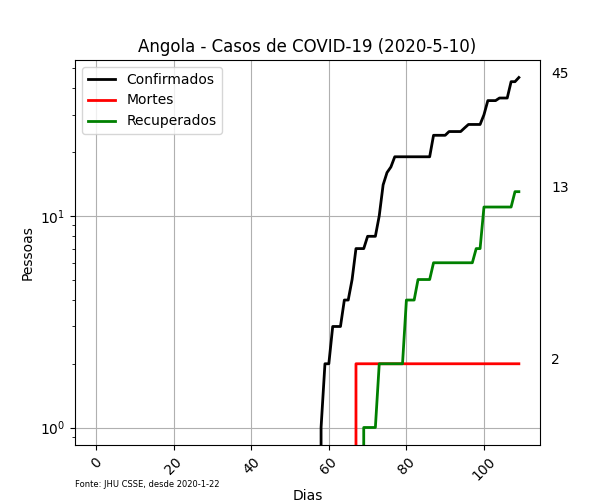 Angola - Casos de COVID-19 (2020-5-10)
Confirmados
Mortes
Recuperados
45
13
2
10¹
10⁰
Pessoas
0
20
40
60
80
100
Fonte: JHU CSSE, desde 2020-1-22
Dias